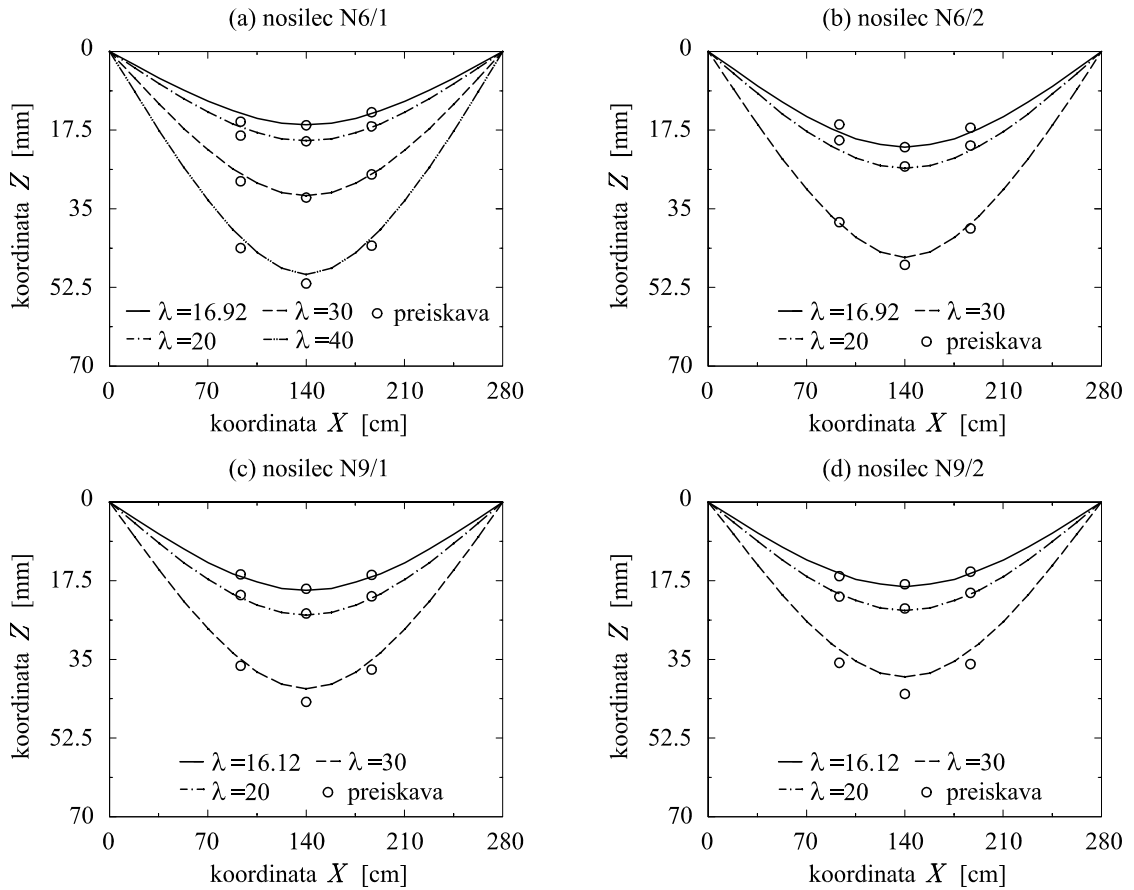 (a) nosilec N6/1
0
17.5
35
52.5
70
koordinata Z [mm]
λ=16.92
λ=30
preiskava
λ=20
λ=40
0
70
140
210
280
koordinata X [cm]
(b) nosilec N6/2
0
17.5
35
52.5
70
koordinata Z [mm]
λ=16.92
λ=30
λ=20
preiskava
0
70
140
210
280
koordinata X [cm]
(c) nosilec N9/1
0
17.5
35
52.5
70
koordinata Z [mm]
λ=16.12
λ=30
λ=20
preiskava
0
70
140
210
280
koordinata X [cm]
(d) nosilec N9/2
0
17.5
35
52.5
70
koordinata Z [mm]
λ=16.12
λ=30
λ=20
preiskava
0
70
140
210
280
koordinata X [cm]